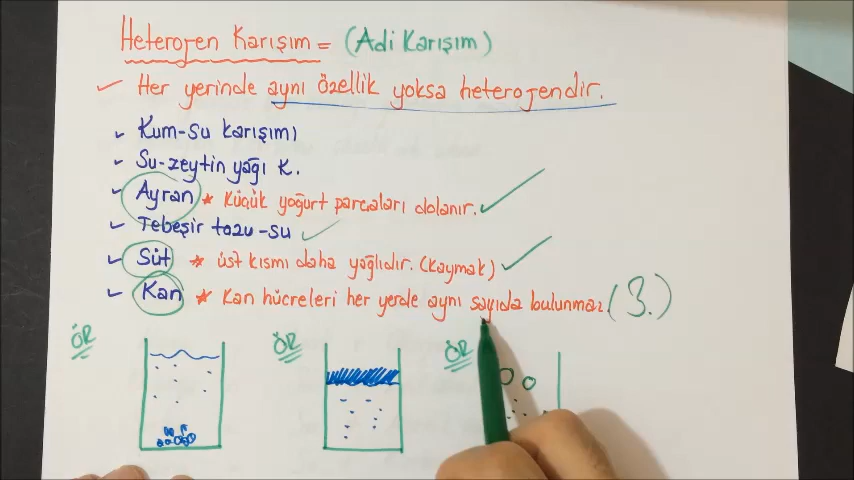 Heterojen Karışım = (Adi Karışım)
Her yerinde aynı özellik yoksa heterojendir.
Kum-Su karışımı
Su-zeytin yağı K.
Ayran * Küçük yoğurt parçaları dolanır.
Tebeşir tozu-su
Süt * üst kısmı daha yağlıdır. (Kaymak)
Kan * Kan hücreleri her yerde aynı sayıda bulunmaz. (3.)
ÖR ÖR ÖR